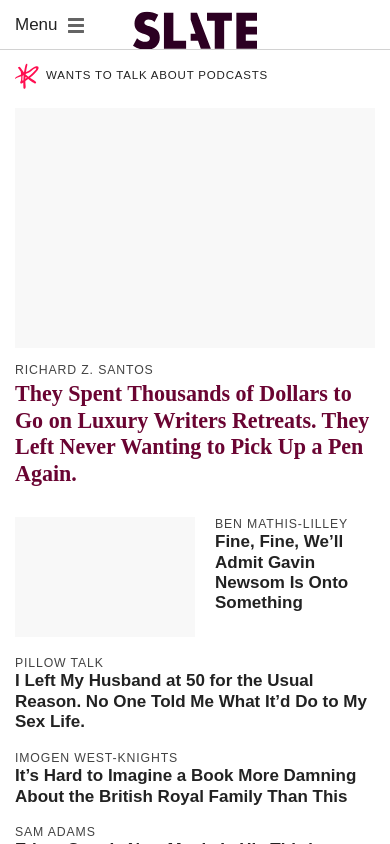 Menu
SLATE
WANTS TO TALK ABOUT PODCASTS
RICHARD Z. SANTOS
They Spent Thousands of Dollars to
Go on Luxury Writers Retreats. They
Left Never Wanting to Pick Up a Pen
Again.
BEN MATHIS-LILLEY
Fine, Fine, We’ll
Admit Gavin
Newsom Is Onto
Something
PILLOW TALK
I Left My Husband at 50 for the Usual
Reason. No One Told Me What It’d Do to My
Sex Life.
IMOGEN WEST-KNIGHTS
It’s Hard to Imagine a Book More Damning
About the British Royal Family Than This
SAM ADAMS